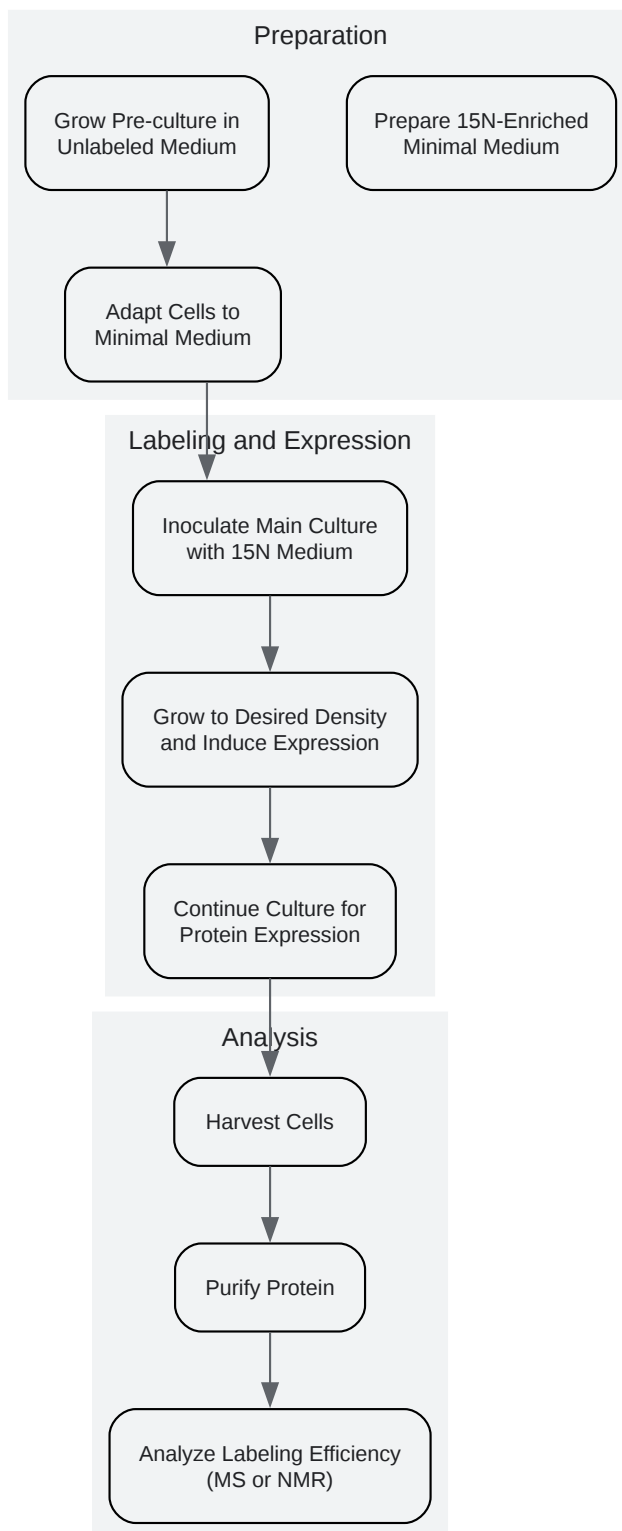 Preparation
Grow Pre-culture in
Unlabeled Medium
Prepare 15N-Enriched
Minimal Medium
Adapt Cells to
Minimal Medium
Labeling and Expression
Inoculate Main Culture
with 15N Medium
Grow to Desired Density
and Induce Expression
Continue Culture for
Protein Expression
Analysis
Harvest Cells
Purify Protein
Analyze Labeling Efficiency
(MS or NMR)